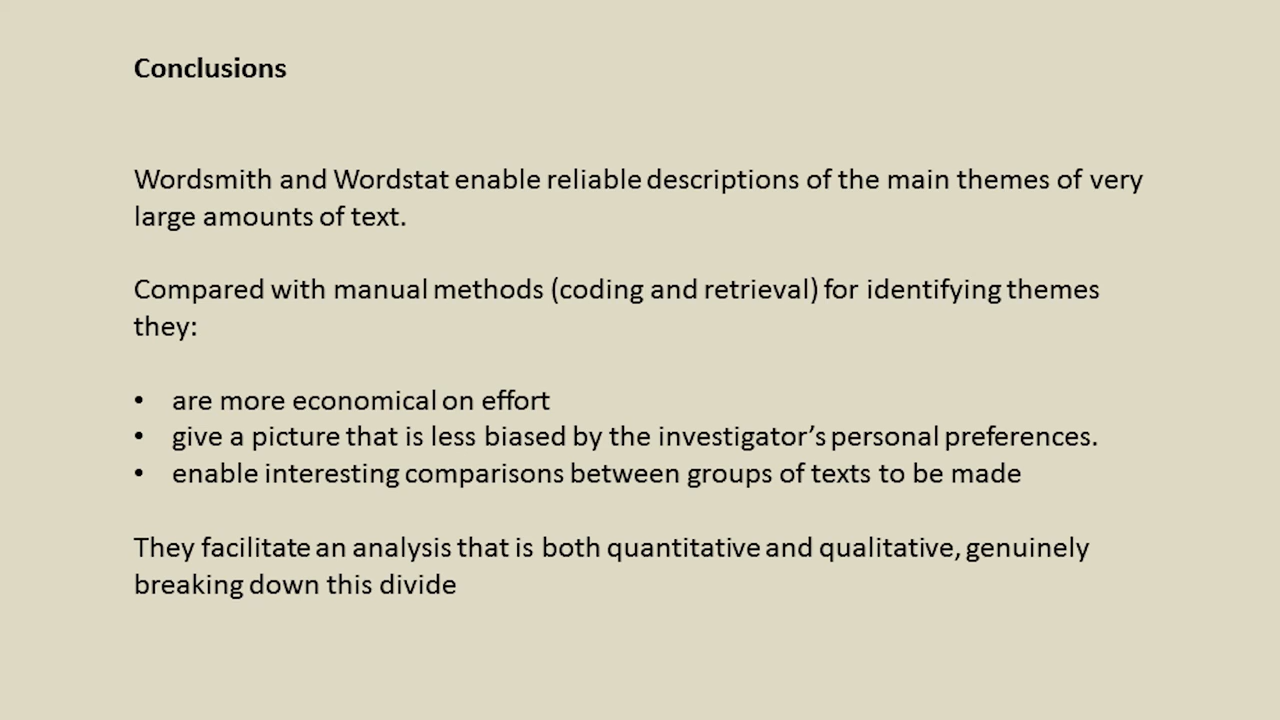 Conclusions
Wordsmith and Wordstat enable reliable descriptions of the main themes of very
large amounts of text.
Compared with manual methods (coding and retrieval) for identifying themes
they:
• are more economical on effort
• give a picture that is less biased by the investigator’s personal preferences.
• enable interesting comparisons between groups of texts to be made
They facilitate an analysis that is both quantitative and qualitative, genuinely
breaking down this divide